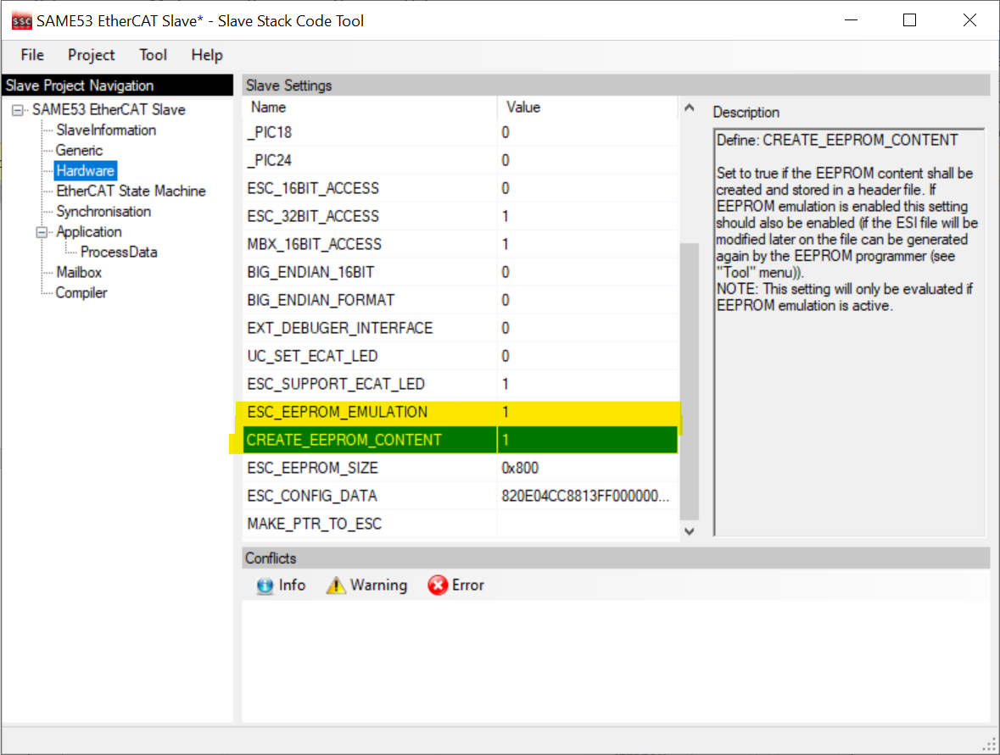 SSC SAME53 EtherCAT Slave* - Slave Stack Code Tool
File Project Tool Help
Slave Project Navigation
SAME53 EtherCAT Slave
SlaveInformation
Generic
Hardware
EtherCAT State Machine
Synchronisation
Application
ProcessData
Mailbox
Compiler
Slave Settings
Name Value
_PIC18 0
_PIC24 0
ESC_16BIT_ACCESS 0
ESC_32BIT_ACCESS 1
MBX_16BIT_ACCESS 1
BIG_ENDIAN_16BIT 0
BIG_ENDIAN_FORMAT 0
EXT_DEBUGER_INTERFACE 0
UC_SET_ECAT_LED 0
ESC_SUPPORT_ECAT_LED 1
ESC_EEPROM_EMULATION 1
CREATE_EEPROM_CONTENT 1
ESC_EEPROM_SIZE 0x800
ESC_CONFIG_DATA 820E04CC8813FF000000...
MAKE_PTR_TO_ESC
Description
Define: CREATE_EEPROM_CONTENT
Set to true if the EEPROM content shall be
created and stored in a header file. If
EEPROM emulation is enabled this setting
should also be enabled (if the ESI file will be
modified later on the file can be generated
again by the EEPROM programmer (see
"Tool" menu)).
NOTE: This setting will only be evaluated if
EEPROM emulation is active.
Conflicts
Info Warning Error